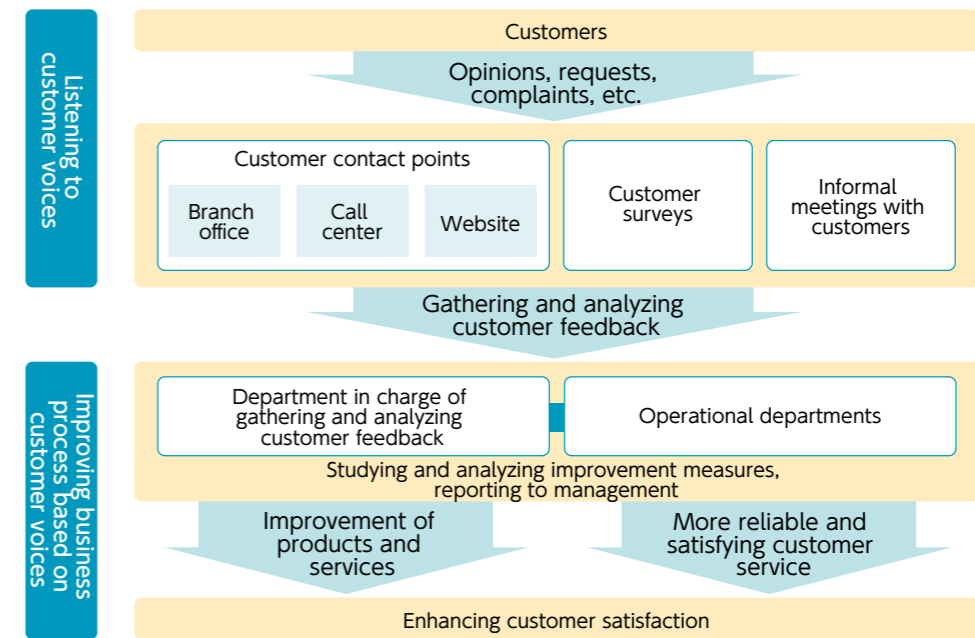 Listening to
customer voices
Customers
Opinions, requests,
complaints, etc.
Customer contact points
Branch
office
Call
center
Website
Customer
surveys
Informal
meetings with
customers
Gathering and analyzing
customer feedback
Improving business
process based on
customer voices
Department in charge of
gathering and analyzing
customer feedback
Operational departments
Studying and analyzing improvement measures,
reporting to management
Improvement of
products and
services
More reliable and
satisfying customer
service
Enhancing customer satisfaction